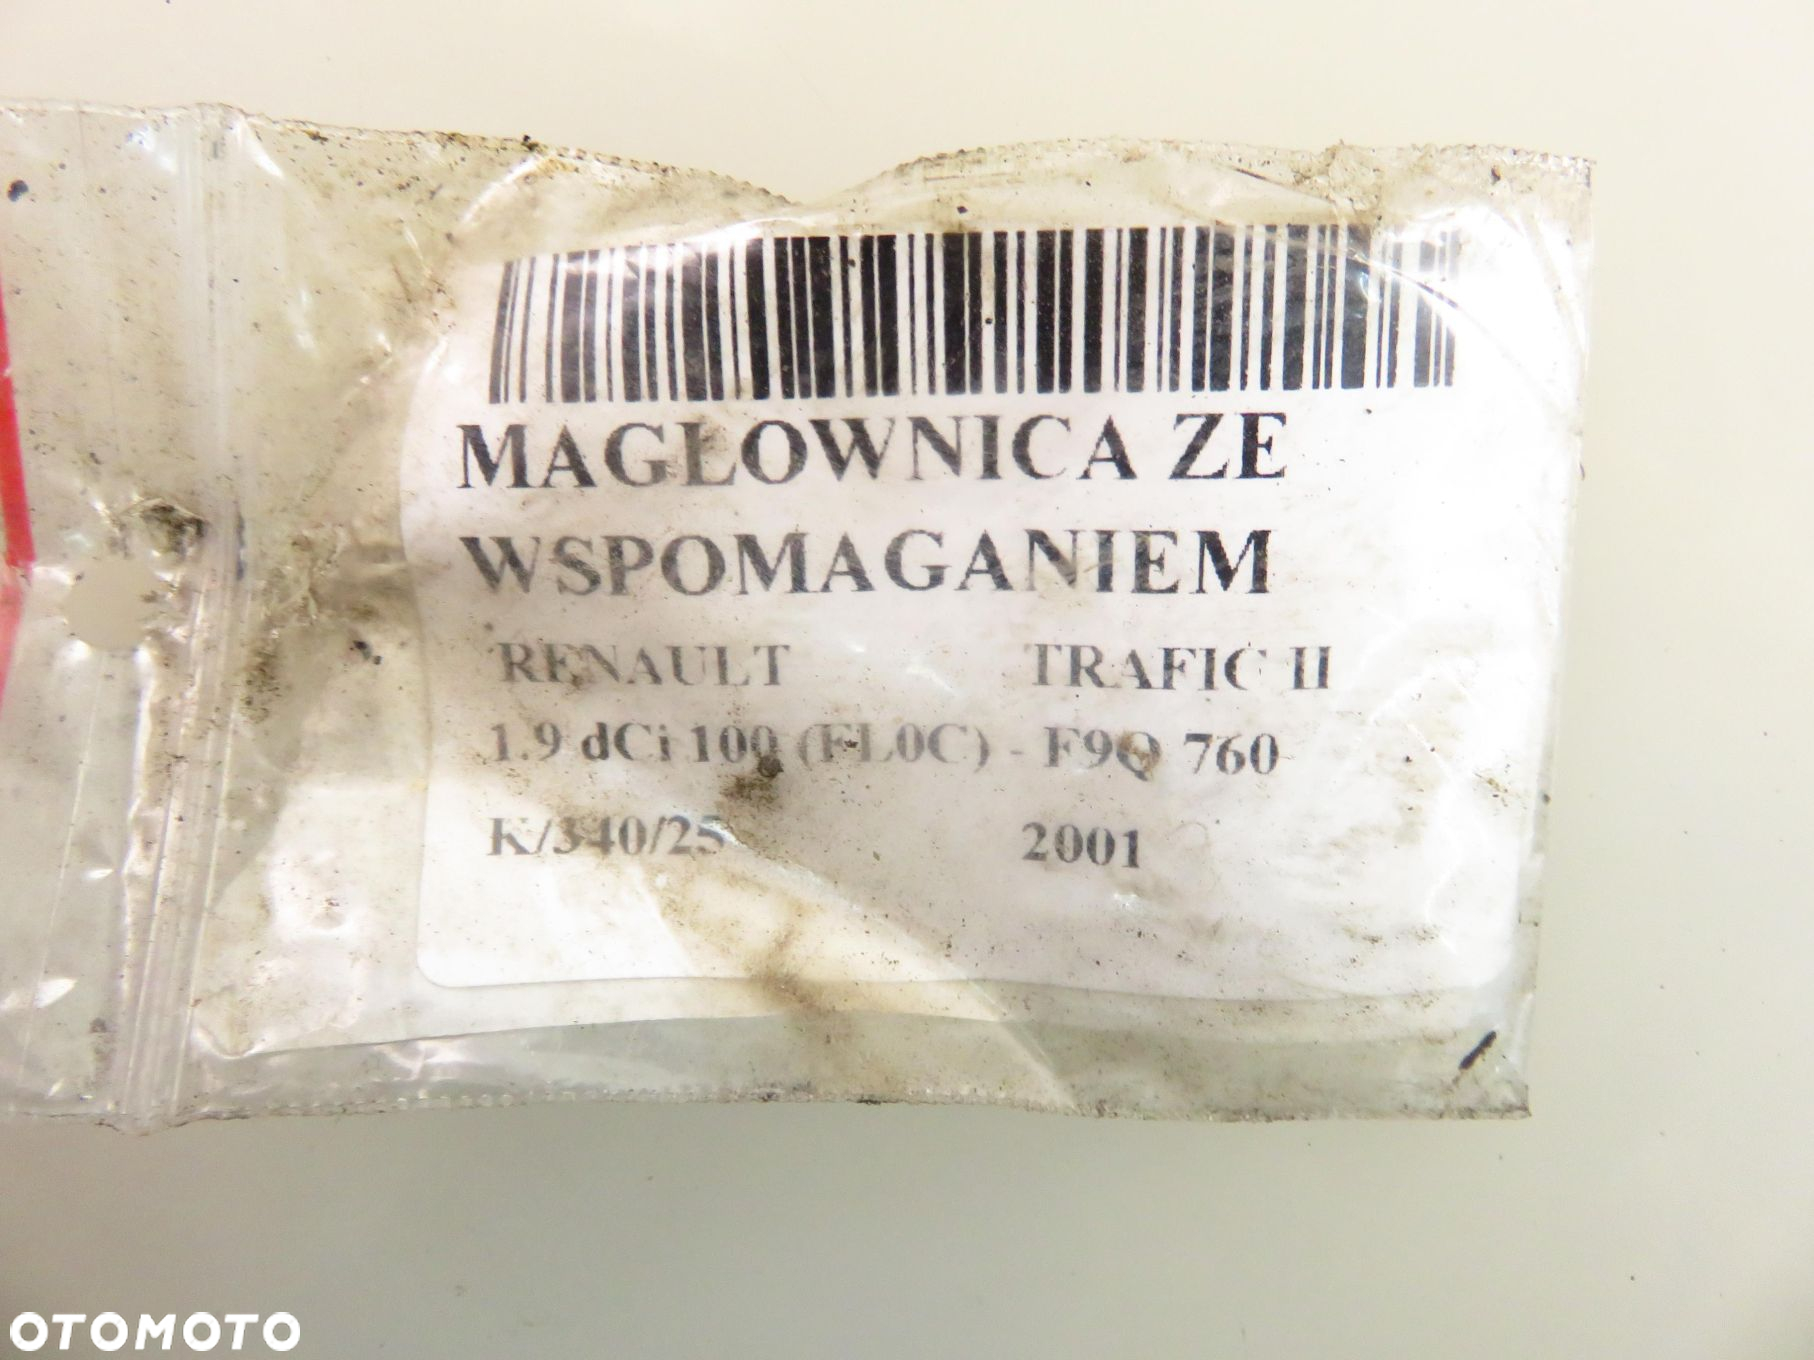 MAGLOWNICA ZE
WSPOMAGANIEM
RENAULT TRAFIC II
1.9 dCi 100 (FL0C) - F9Q 760
K/340/25 2001
OTOMOTO